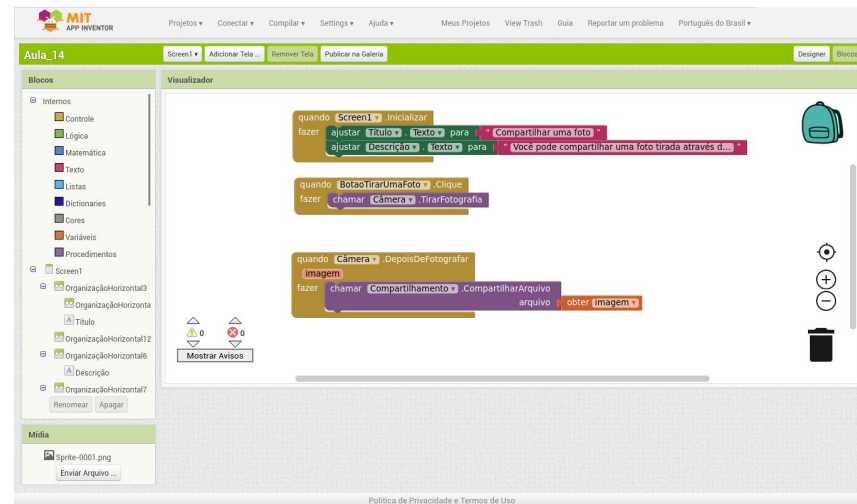 MIT
APP INVENTOR
Projetos Conectar Compilar Settings Ajuda Meus Projetos View Trash Guia Reportar um problema Português do Brasil
Aula_14
Screen1 Adicionar Tela ... Remover Tela Publicar na Galeria Designer Blocos
Blocos
Visualizador
Internos
Controle
Lógica
Matemática
Texto
Listas
Dictionaries
Cores
Variáveis
Procedimentos
Screen1
OrganizaçãoHorizontal3
OrganizaçãoHorizonta
Título
OrganizaçãoHorizontal12
OrganizaçãoHorizontal6
Descrição
OrganizaçãoHorizontal7
Renomear Apagar
quando Screen1 .Inicializar
fazer ajustar Título . Texto para " Compartilhar uma foto "
ajustar Descrição . Texto para " Você pode compartilhar uma foto tirada através d... "
quando BotaoTirarUmaFoto .Clique
fazer chamar Câmera .TirarFotografia
quando Câmera .DepoisDeFotografar
imagem
fazer chamar Compartilhamento .CompartilharArquivo
arquivo obter imagem
0 0
Mostrar Avisos
Mídia
Sprite-0001.png
Enviar Arquivo ...
Política de Privacidade e Termos de Uso